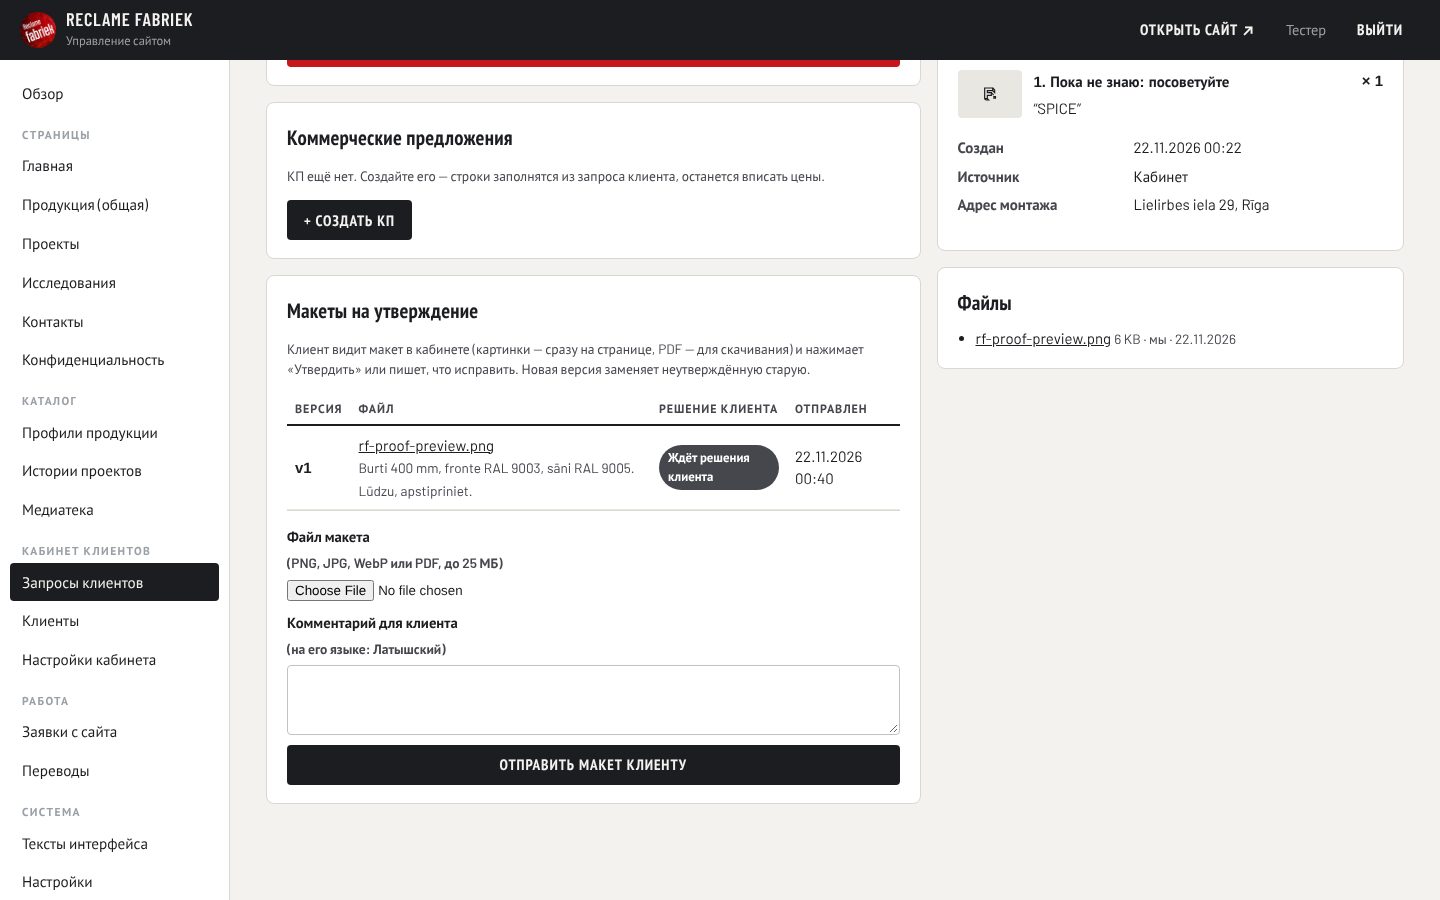 Reclame fabriek
RECLAME FABRIEK
Управление сайтом
ОТКРЫТЬ САЙТ ↗
Тестер
ВЫЙТИ
Обзор
СТРАНИЦЫ
Главная
Продукция (общая)
Проекты
Исследования
Контакты
Конфиденциальность
КАТАЛОГ
Профили продукции
Истории проектов
Медиатека
КАБИНЕТ КЛИЕНТОВ
Запросы клиентов
Клиенты
Настройки кабинета
РАБОТА
Заявки с сайта
Переводы
СИСТЕМА
Тексты интерфейса
Настройки
Коммерческие предложения
КП ещё нет. Создайте его — строки заполнятся из запроса клиента, останется вписать цены.
+ СОЗДАТЬ КП
Макеты на утверждение
Клиент видит макет в кабинете (картинки — сразу на странице, PDF — для скачивания) и нажимает
«Утвердить» или пишет, что исправить. Новая версия заменяет неутверждённую старую.
ВЕРСИЯ ФАЙЛ РЕШЕНИЕ КЛИЕНТА ОТПРАВЛЕН
v1
rf-proof-preview.png
Burti 400 mm, fronte RAL 9003, sāni RAL 9005.
Lūdzu, apstipriniet.
Ждёт решения
клиента
22.11.2026
00:40
Файл макета
(PNG, JPG, WebP или PDF, до 25 МБ)
Choose File No file chosen
Комментарий для клиента
(на его языке: Латышский)
ОТПРАВИТЬ МАКЕТ КЛИЕНТУ
1. Пока не знаю: посоветуйте × 1
“SPICE”
Создан 22.11.2026 00:22
Источник Кабинет
Адрес монтажа Lielirbes iela 29, Rīga
Файлы
• rf-proof-preview.png 6 KB · мы · 22.11.2026